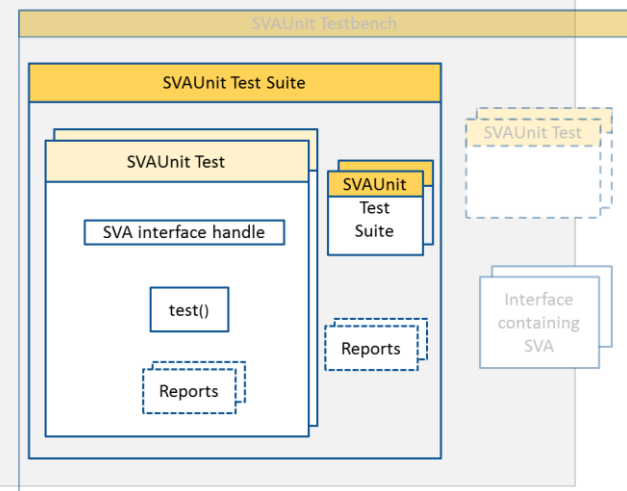 SVAUnit Testbench
SVAUnit Test Suite
SVAUnit Test
SVA interface handle
test()
Reports
SVAUnit
Test
Suite
Reports
SVAUnit Test
Interface
containing
SVA